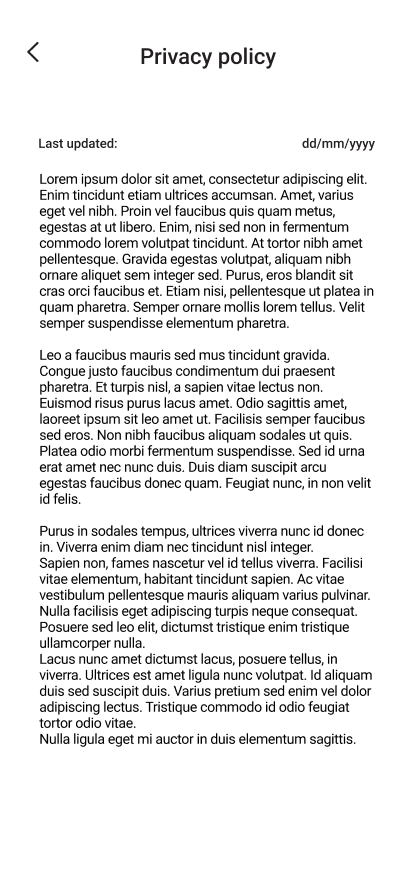 Privacy policy
Last updated: dd/mm/yyyy
Lorem ipsum dolor sit amet, consectetur adipiscing elit.
Enim tincidunt etiam ultrices accumsan. Amet, varius
eget vel nibh. Proin vel faucibus quis quam metus,
egestas at ut libero. Enim, nisi sed non in fermentum
commodo lorem volutpat tincidunt. At tortor nibh amet
pellentesque. Gravida egestas volutpat, aliquam nibh
ornare aliquet sem integer sed. Purus, eros blandit sit
cras orci faucibus et. Etiam nisi, pellentesque ut platea in
quam pharetra. Semper ornare mollis lorem tellus. Velit
semper suspendisse elementum pharetra.
Leo a faucibus mauris sed mus tincidunt gravida.
Congue justo faucibus condimentum dui praesent
pharetra. Et turpis nisl, a sapien vitae lectus non.
Euismod risus purus lacus amet. Odio sagittis amet,
laoreet ipsum sit leo amet ut. Facilisis semper faucibus
sed eros. Non nibh faucibus aliquam sodales ut quis.
Platea odio morbi fermentum suspendisse. Sed id urna
erat amet nec nunc duis. Duis diam suscipit arcu
egestas faucibus donec quam. Feugiat nunc, in non velit
id felis.
Purus in sodales tempus, ultrices viverra nunc id donec
in. Viverra enim diam nec tincidunt nisl integer.
Sapien non, fames nascetur vel id tellus viverra. Facilisi
vitae elementum, habitant tincidunt sapien. Ac vitae
vestibulum pellentesque mauris aliquam varius pulvinar.
Nulla facilisis eget adipiscing turpis neque consequat.
Posuere sed leo elit, dictumst tristique enim tristique
ullamcorper nulla.
Lacus nunc amet dictumst lacus, posuere tellus, in
viverra. Ultrices est amet ligula nunc volutpat. Id aliquam
duis sed suscipit duis. Varius pretium sed enim vel dolor
adipiscing lectus. Tristique commodo id odio feugiat
tortor odio vitae.
Nulla ligula eget mi auctor in duis elementum sagittis.